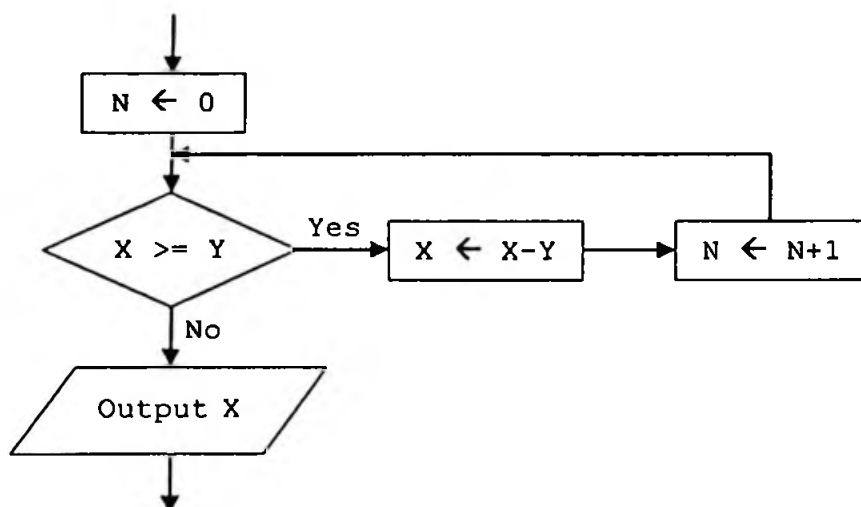 N ← 0
X >= Y
Yes
X ← X-Y
N ← N+1
No
Output X